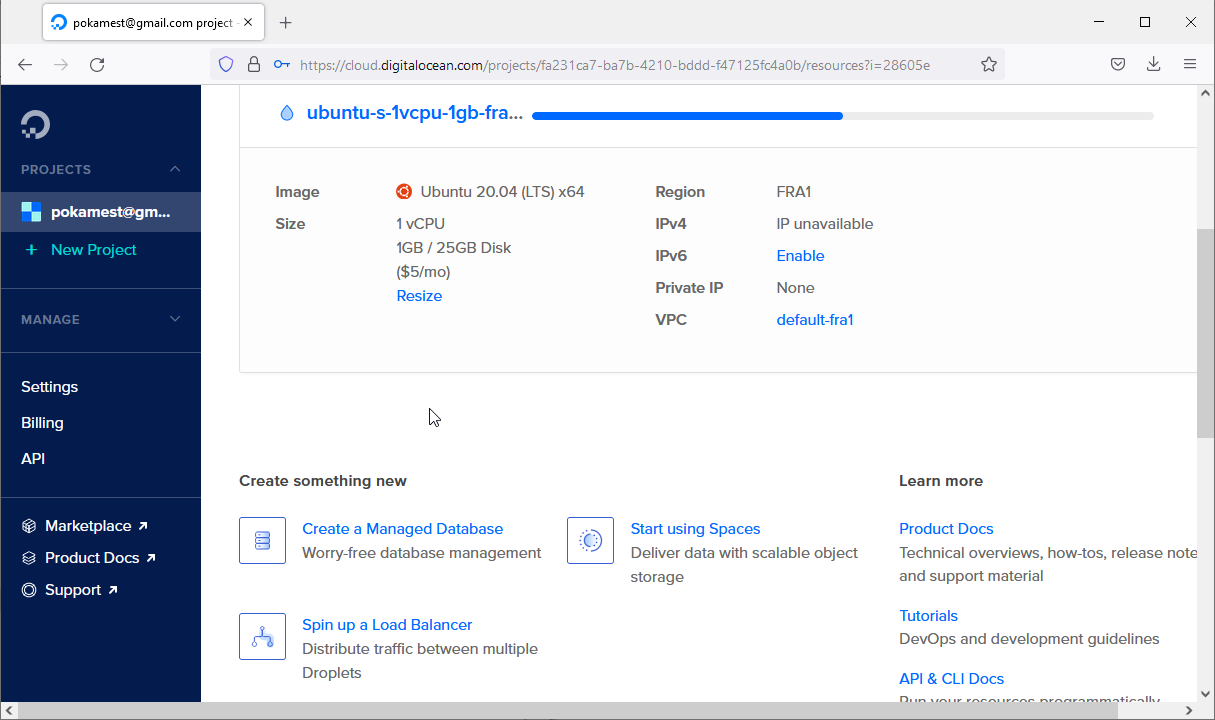 pokamest@gmail.com project -
https://cloud.digitalocean.com/projects/fa231ca7-ba7b-4210-bddd-f47125fc4a0b/resources?i=28605e
PROJECTS
pokamest@gm...
+ New Project
MANAGE
Settings
Billing
API
Marketplace
Product Docs
Support
ubuntu-s-1vcpu-1gb-fra...
Image
Ubuntu 20.04 (LTS) x64
Size
1 vCPU
1GB / 25GB Disk
($5/mo)
Resize
Region
FRA1
IPv4
IP unavailable
IPv6
Enable
Private IP
None
VPC
default-fra1
Create something new
Create a Managed Database
Worry-free database management
Start using Spaces
Deliver data with scalable object
storage
Spin up a Load Balancer
Distribute traffic between multiple
Droplets
Learn more
Product Docs
Technical overviews, how-tos, release note
and support material
Tutorials
DevOps and development guidelines
API & CLI Docs
Run your resources programmatically